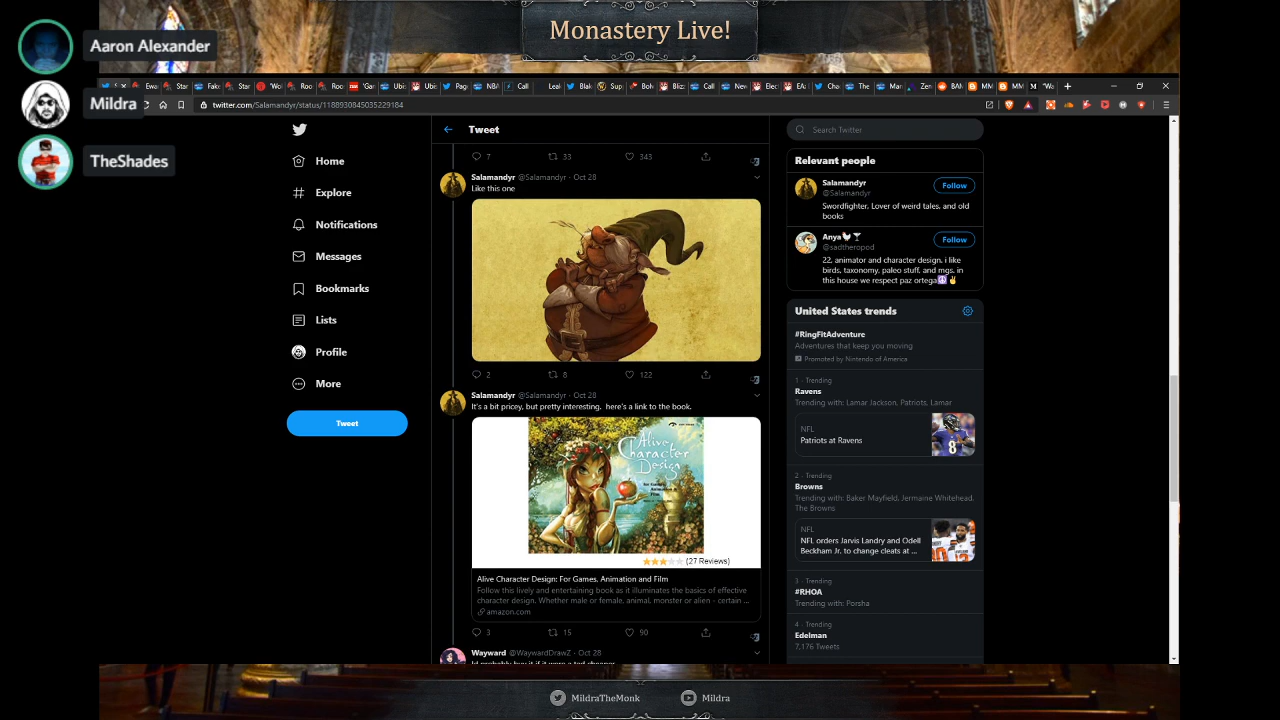 Monastery Live!
Aaron Alexander
Mildra
TheShades
twitter.com/Salamandyr/status/1188930845035229184
Home
Explore
Notifications
Messages
Bookmarks
Lists
Profile
More
Tweet
Tweet
7 33 343
Salamandyr @Salamandyr · Oct 28
Like this one
2 8 122
Salamandyr @Salamandyr · Oct 28
It's a bit pricey, but pretty interesting. here's a link to the book.
Alive
Character
Design
(27 Reviews)
Alive Character Design: For Games, Animation and Film
Follow this lively and entertaining book as it illuminates the basics of effective
character design. Whether male or female, animal, monster or alien - certain ...
amazon.com
3 15 90
Wayward @WaywardDrawZ · Oct 28
Search Twitter
Relevant people
Salamandyr
@Salamandyr
Follow
Swordfighter, Lover of weird tales, and old
books
Anya
@sadtheropod
Follow
22, animator and character design, i like
birds, taxonomy, paleo stuff, and mgs. in
this house we respect paz ortega
United States trends
#RingFitAdventure
Adventures that keep you moving
Promoted by Nintendo of America
1 · Trending
Ravens
Trending with: Lamar Jackson, Patriots, Lamar
NFL
Patriots at Ravens
2 · Trending
Browns
Trending with: Baker Mayfield, Jermaine Whitehead,
The Browns
NFL
NFL orders Jarvis Landry and Odell
Beckham Jr. to change cleats at ...
3 · Trending
#RHOA
Trending with: Porsha
4 · Trending
Edelman
7,176 Tweets
MildraTheMonk
Mildra